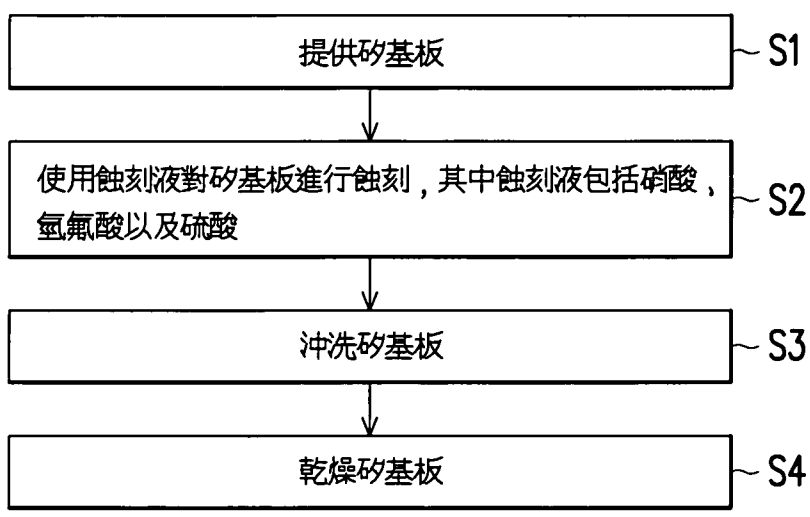 提供矽基板
S1
使用蝕刻液對矽基板進行蝕刻，其中蝕刻液包括硝酸、
氫氟酸以及硫酸
S2
沖洗矽基板
S3
乾燥矽基板
S4